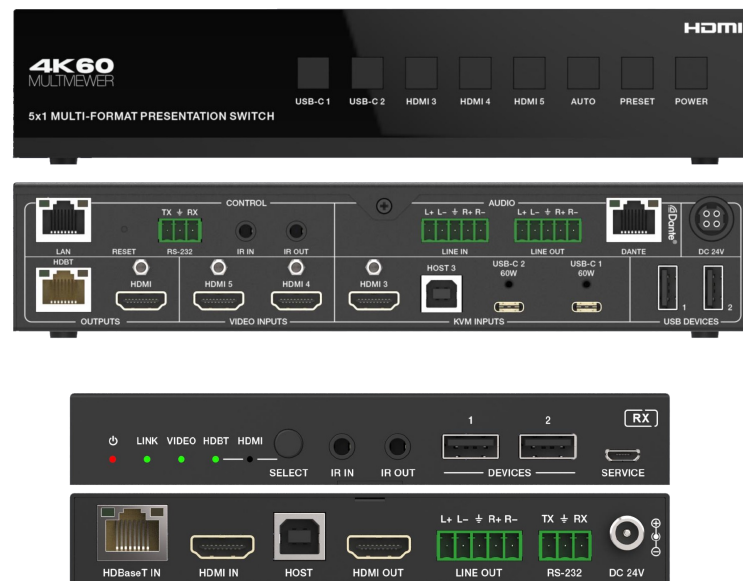 HDMI
4K60
MULTIVIEWER
USB-C 1 USB-C 2 HDMI 3 HDMI 4 HDMI 5 AUTO PRESET POWER
5x1 MULTI-FORMAT PRESENTATION SWITCH
CONTROL AUDIO
TX RX L+ L- R+ R- L+ L- R+ R- Dante®
LAN RESET RS-232 IR IN IR OUT LINE IN LINE OUT DANTE DC 24V
HDBT HDMI HDMI 5 HDMI 4 HDMI 3 HOST 3 USB-C 2 USB-C 1
60W 60W
1 2
OUTPUTS VIDEO INPUTS KVM INPUTS USB DEVICES
1 2 RX
LINK VIDEO HDBT HDMI
SELECT IR IN IR OUT DEVICES SERVICE
L+ L- R+ R- TX RX
HDBaseT IN HDMI IN HOST HDMI OUT LINE OUT RS-232 DC 24V